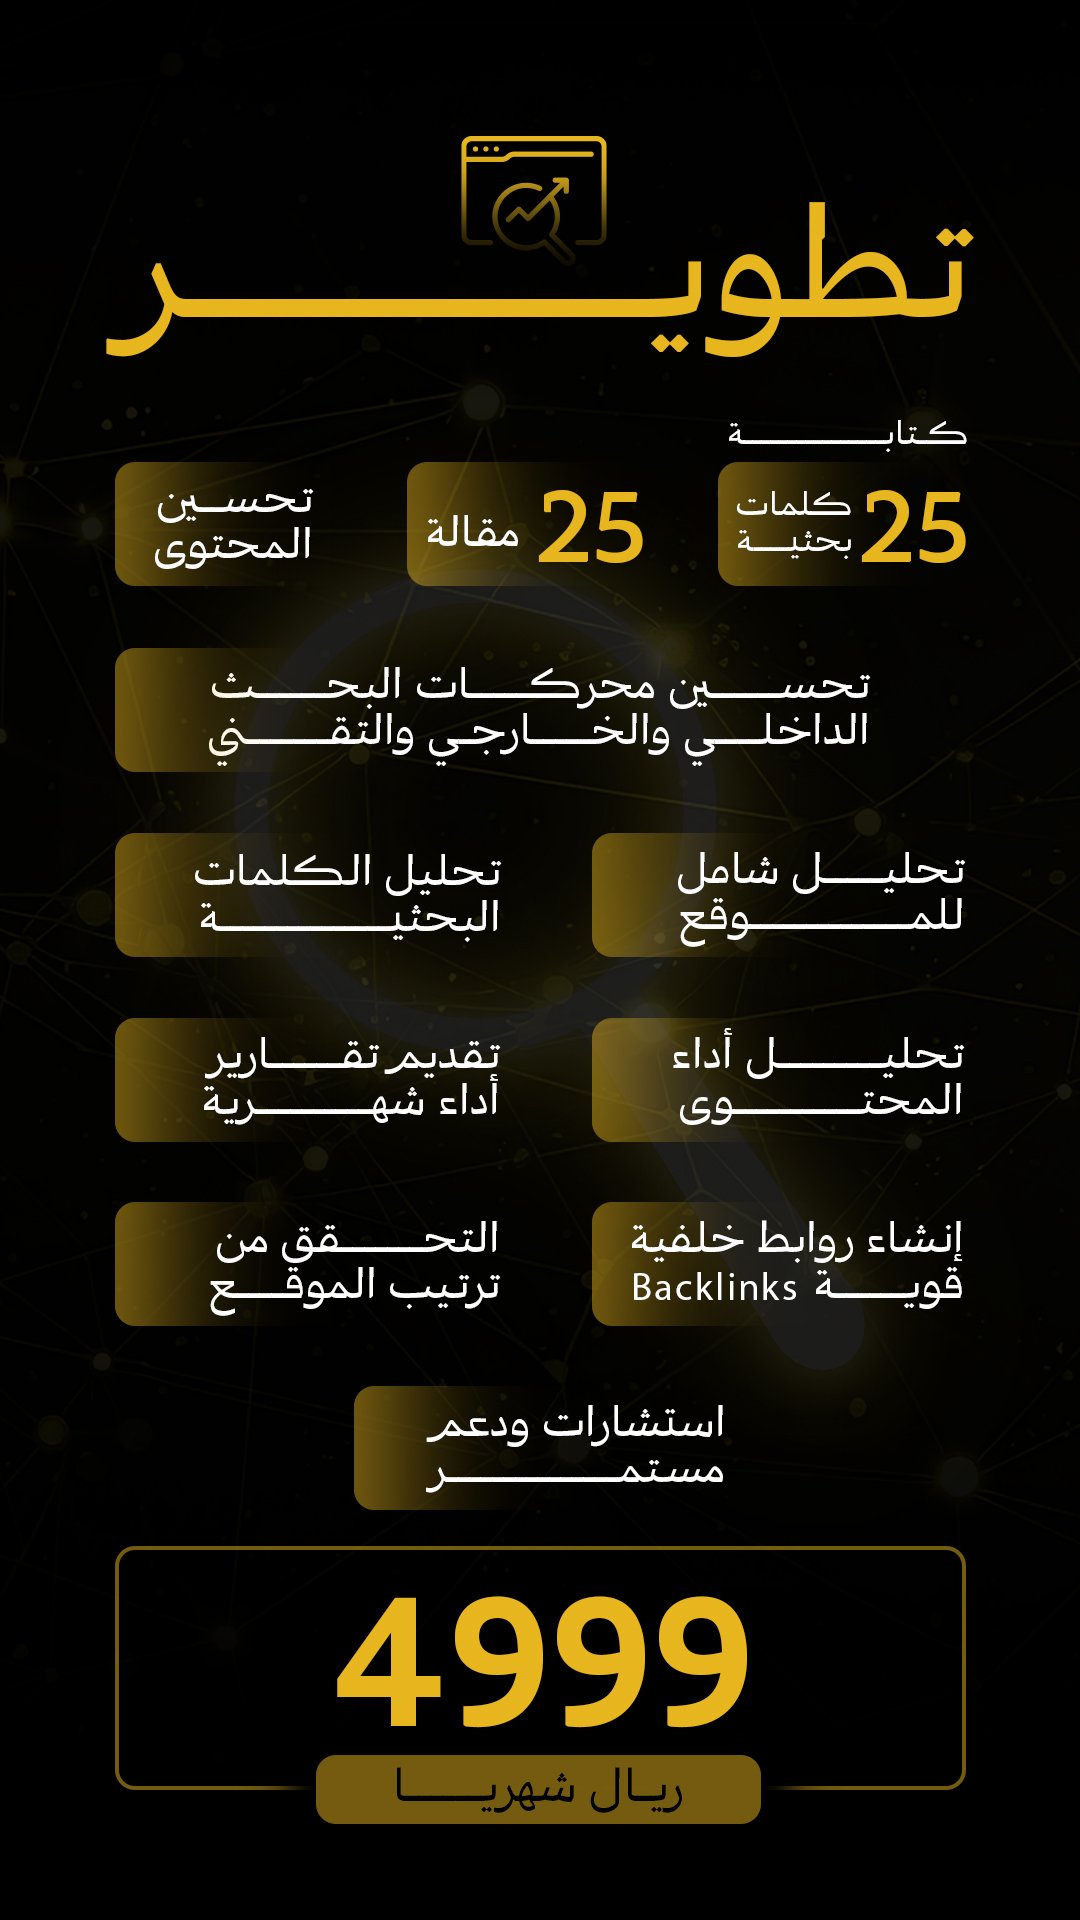 تطوير
كتابة
25 كلمات بحثية
25 مقالة
تحسين المحتوى
تحسين محركات البحث
الداخلي والخارجي والتقني
تحليل شامل
للموقع
تحليل الكلمات
البحثية
تحليل أداء
المحتوى
تقديم تقارير
أداء شهرية
إنشاء روابط خلفية
قوية Backlinks
التحقق من
ترتيب الموقع
استشارات ودعم
مستمر
4999
ريال شهريا